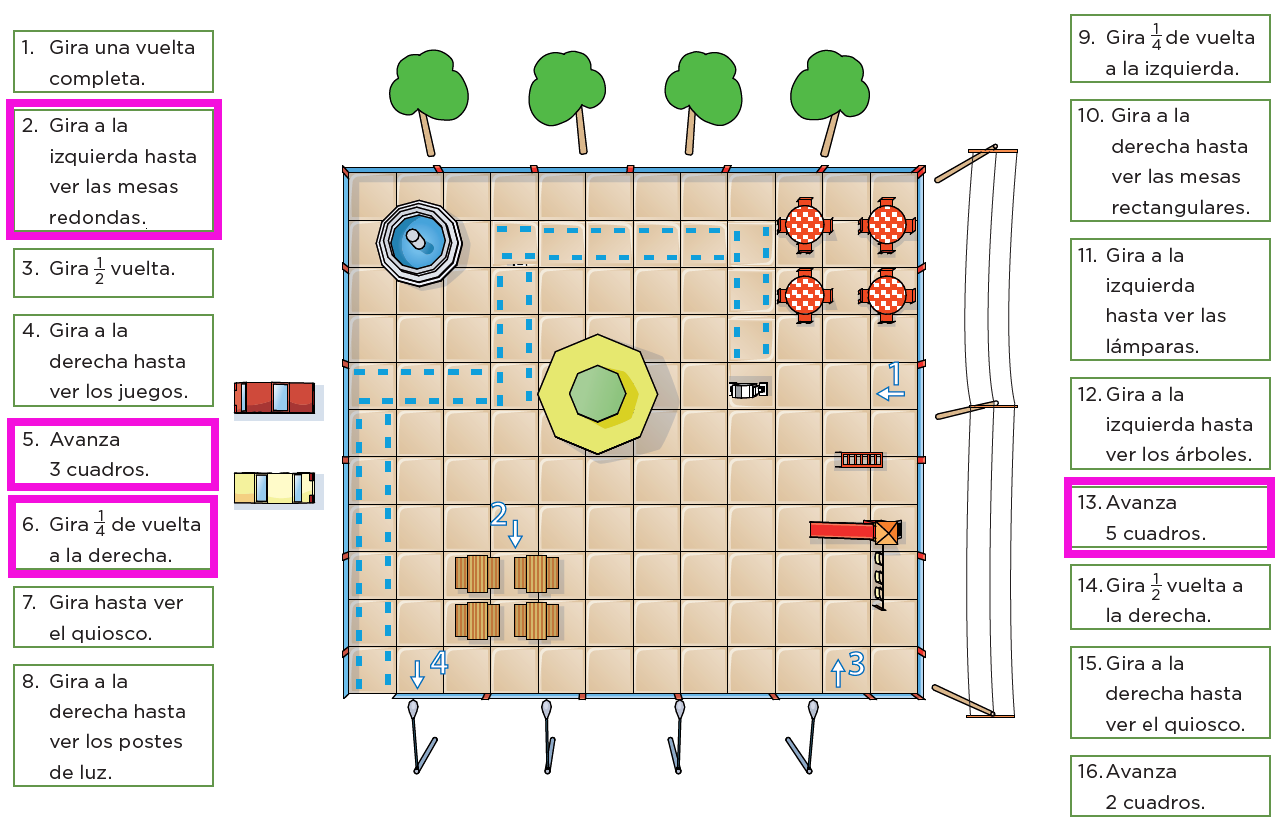 1. Gira una vuelta
completa.
2. Gira a la
izquierda hasta
ver las mesas
redondas.
3. Gira 1/2 vuelta.
4. Gira a la
derecha hasta
ver los juegos.
5. Avanza
3 cuadros.
6. Gira 1/4 de vuelta
a la derecha.
7. Gira hasta ver
el quiosco.
8. Gira a la
derecha hasta
ver los postes
de luz.
1
2
3
4
9. Gira 1/4 de vuelta
a la izquierda.
10. Gira a la
derecha hasta
ver las mesas
rectangulares.
11. Gira a la
izquierda
hasta ver las
lámparas.
12. Gira a la
izquierda hasta
ver los árboles.
13. Avanza
5 cuadros.
14. Gira 1/2 vuelta a
la derecha.
15. Gira a la
derecha hasta
ver el quiosco.
16. Avanza
2 cuadros.